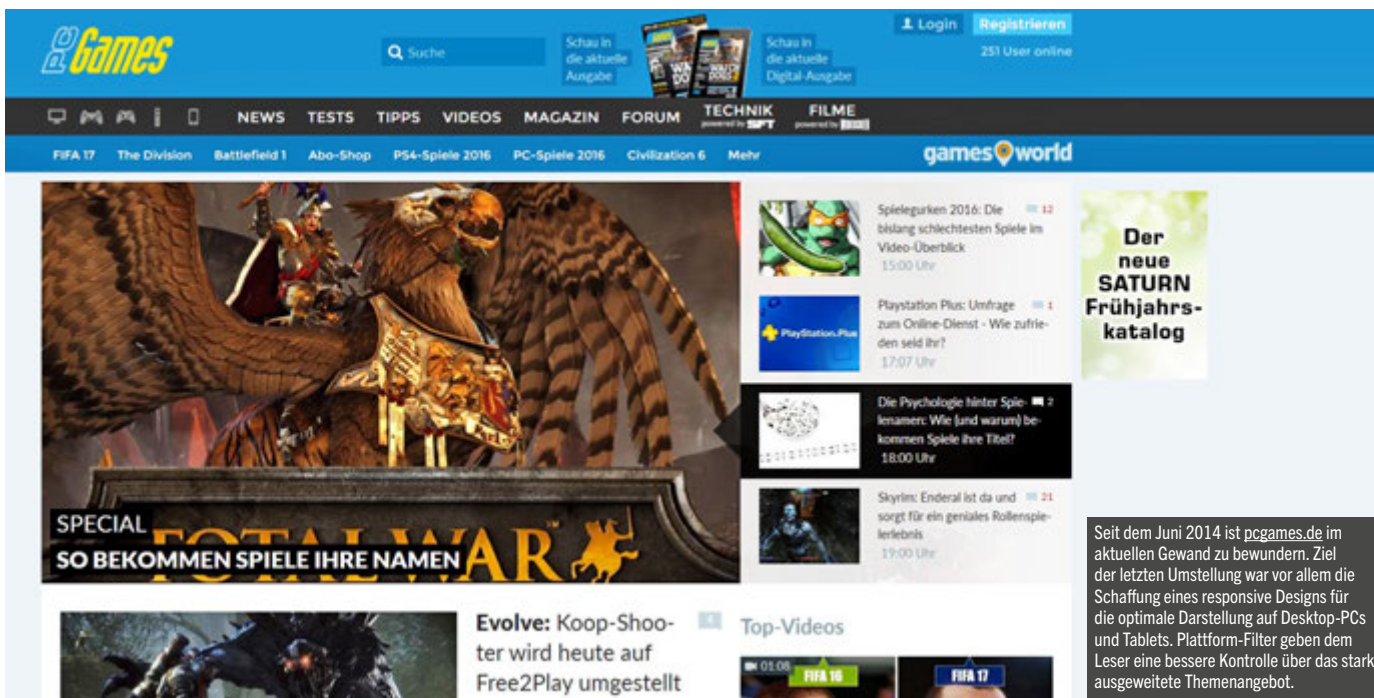 PC Games
Suche
Schau in
die aktuelle
Ausgabe
Schau in
die aktuelle
Digital-Ausgabe
Login
Registrieren
251 User online
NEWS TESTS TIPPS VIDEOS MAGAZIN FORUM TECHNIK FILME
powered by SFT powered by
FIFA 17 The Division Battlefield 1 Abo-Shop PS4-Spiele 2016 PC-Spiele 2016 Civilization 6 Mehr
games world
SPECIAL
SO BEKOMMEN SPIELE IHRE NAMEN
TOTAL WAR™
Spielegurken 2016: Die 12
bislang schlechtesten Spiele im
Video-Überblick
15:00 Uhr
PlayStation.Plus
Playstation Plus: Umfrage 1
zum Online-Dienst - Wie zufrie-
den seid ihr?
17:07 Uhr
Die Psychologie hinter Spie- 2
lenamen: Wie (und warum) be-
kommen Spiele ihre Titel?
18:00 Uhr
Skyrim: Enderal ist da und 21
sorgt für ein geniales Rollenspie-
lerlebnis
19:00 Uhr
Der
neue
SATURN
Frühjahrs-
katalog
Evolve: Koop-Shoo-
ter wird heute auf
Free2Play umgestellt
Top-Videos
01:08
FIFA 16
FIFA 17
Seit dem Juni 2014 ist pcgames.de im
aktuellen Gewand zu bewundern. Ziel
der letzten Umstellung war vor allem die
Schaffung eines responsive Designs für
die optimale Darstellung auf Desktop-PCs
und Tablets. Plattform-Filter geben dem
Leser eine bessere Kontrolle über das stark
ausgeweitete Themenangebot.